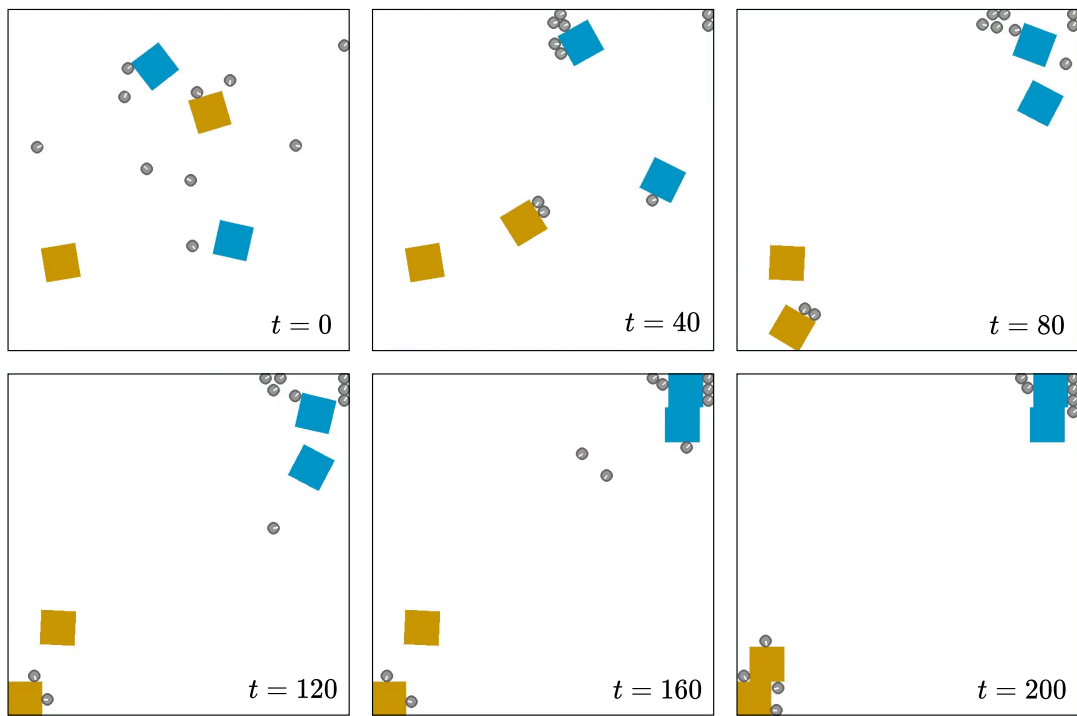 t = 0
t = 40
t = 80
t = 120
t = 160
t = 200